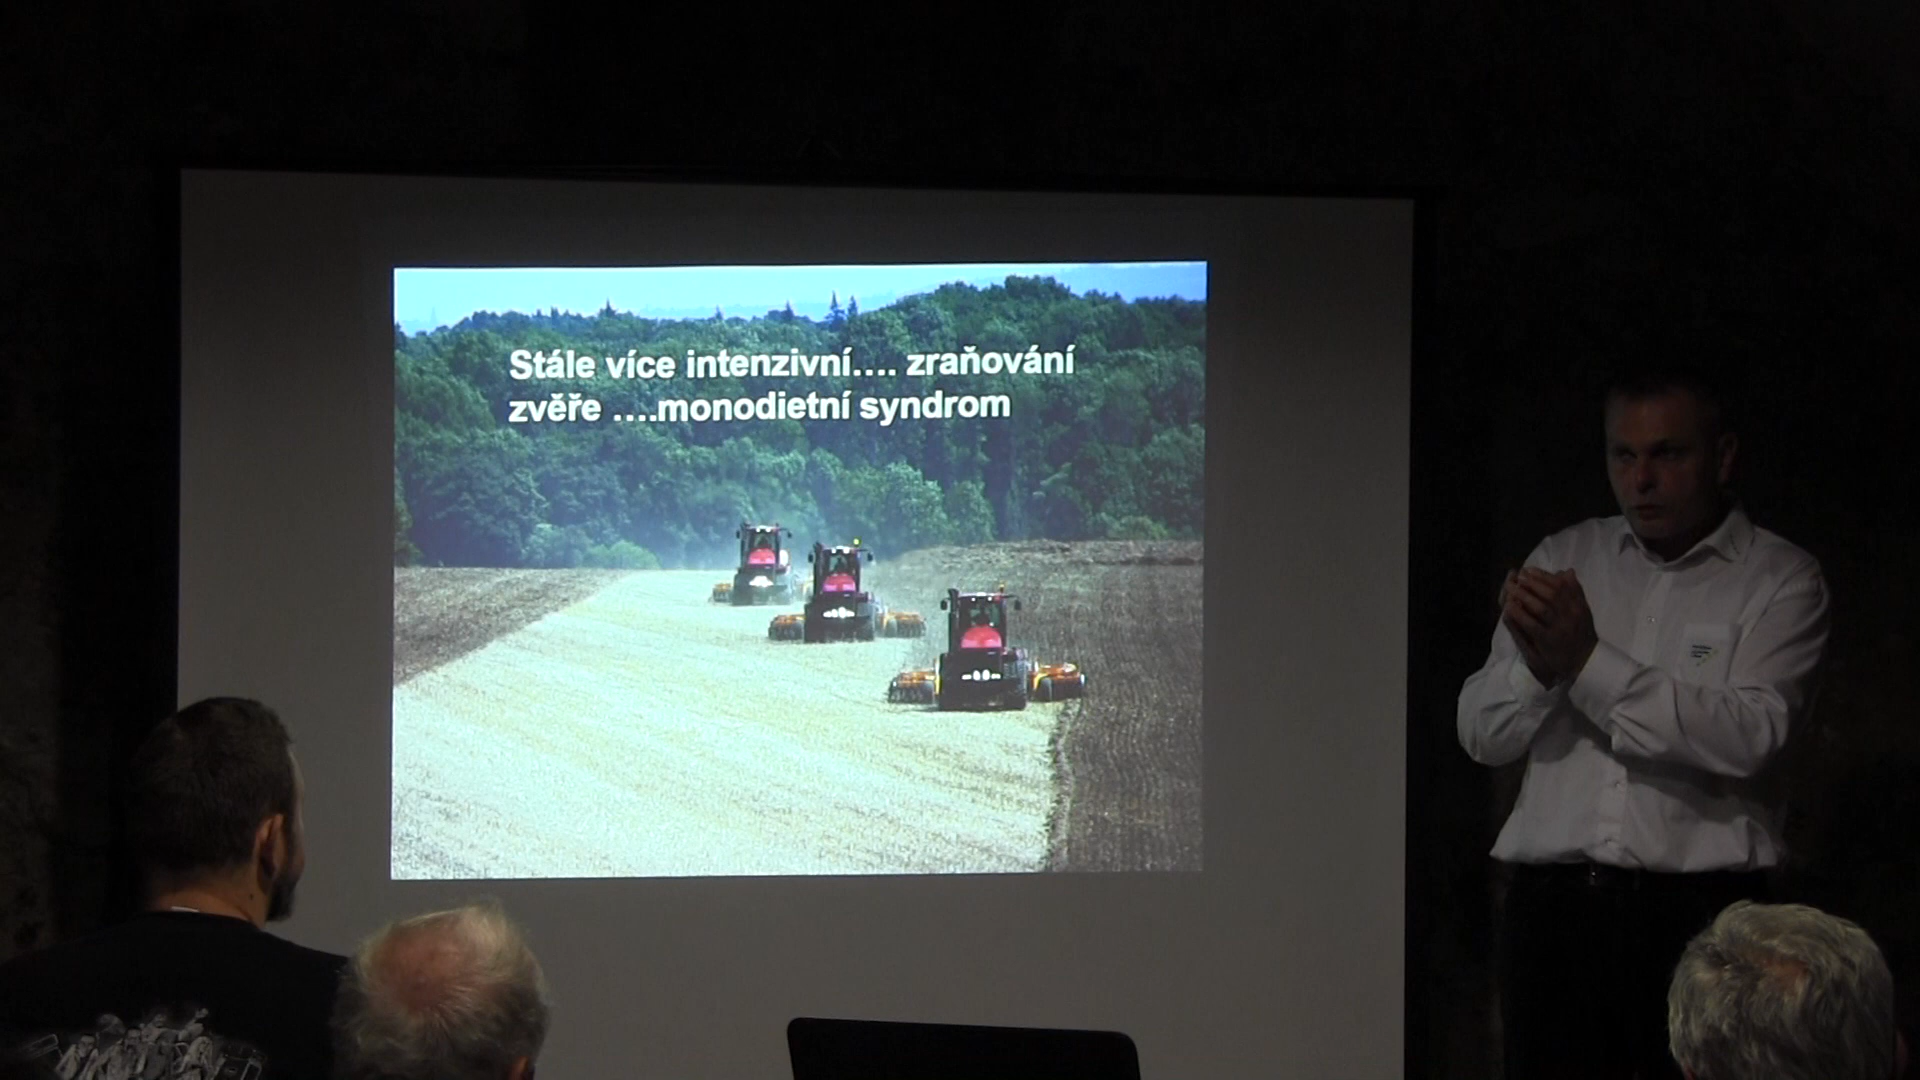 Stále více intenzivní.... zraňování
zvěře ....monodietní syndrom